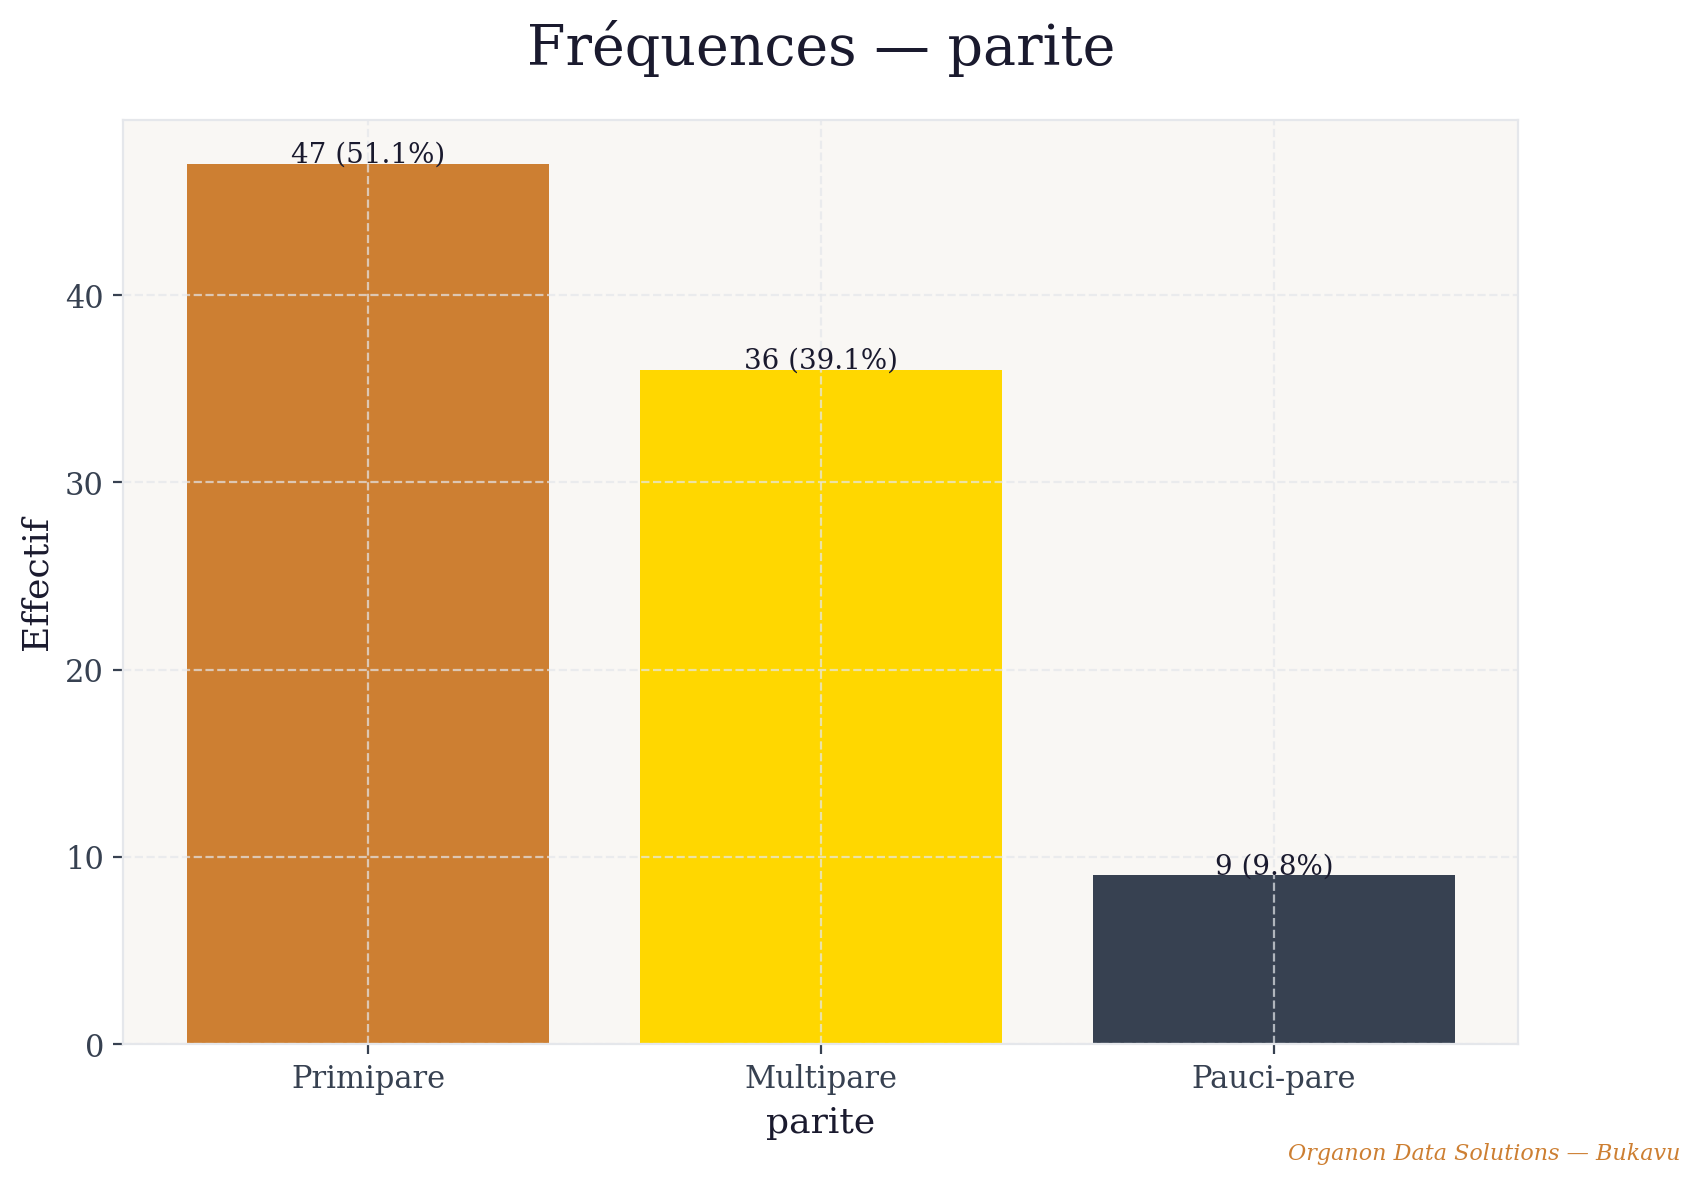 Fréquences — parite
47 (51.1%)
36 (39.1%)
9 (9.8%)
Effectif
40
30
20
10
0
Primipare
Multipare
Pauci-pare
parite
Organon Data Solutions — Bukavu